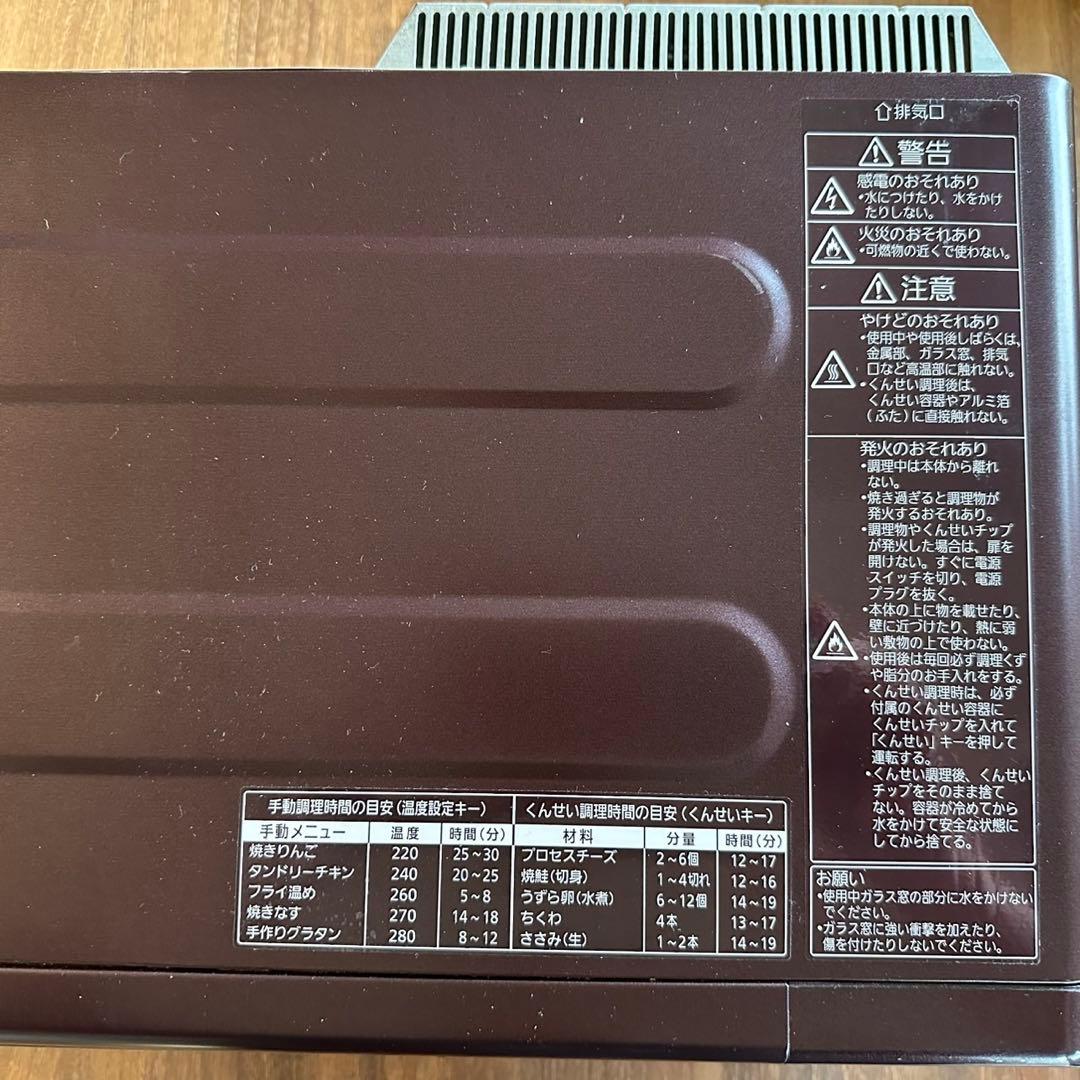 ⇧排気口
⚠警告
感電のおそれあり
・水につけたり、水をかけ
たりしない。
火災のおそれあり
・可燃物の近くで使わない。
⚠注意
やけどのおそれあり
・使用中や使用後しばらくは、
金属部、ガラス窓、排気
口など高温部に触れない。
・くんせい調理後は、
くんせい容器やアルミ箔
(ふた)に直接触れない。
発火のおそれあり
・調理中は本体から離れ
ない。
・焼き過ぎると調理物が
発火するおそれあり。
・調理物やくんせいチップ
が発火した場合は、扉を
開けない。すぐに電源
スイッチを切り、電源
プラグを抜く。
・本体の上に物を載せたり、
壁に近づけたり、熱に弱
い敷物の上で使わない。
・使用後は毎回必ず調理くず
や脂分のお手入れをする。
・くんせい調理時は、必ず
付属のくんせい容器に
くんせいチップを入れて
「くんせい」キーを押して
運転する。
・くんせい調理後、くんせい
チップをそのまま捨て
ない。容器が冷めてから
水をかけて安全な状態に
してから捨てる。
お願い
・使用中ガラス窓の部分に水をかけない
でください。
・ガラス窓に強い衝撃を加えたり、
傷を付けたりしないでください。
手動調理時間の目安(温度設定キー)
手動メニュー 温度 時間(分)
焼きりんご 220 25~30
タンドリーチキン 240 20~25
フライ温め 260 5~8
焼きなす 270 14~18
手作りグラタン 280 8~12
くんせい調理時間の目安(くんせいキー)
材料 分量 時間(分)
プロセスチーズ 2~6個 12~17
焼鮭(切身) 1~4切れ 12~16
うずら卵(水煮) 6~12個 14~19
ちくわ 4本 13~17
ささみ(生) 1~2本 14~19